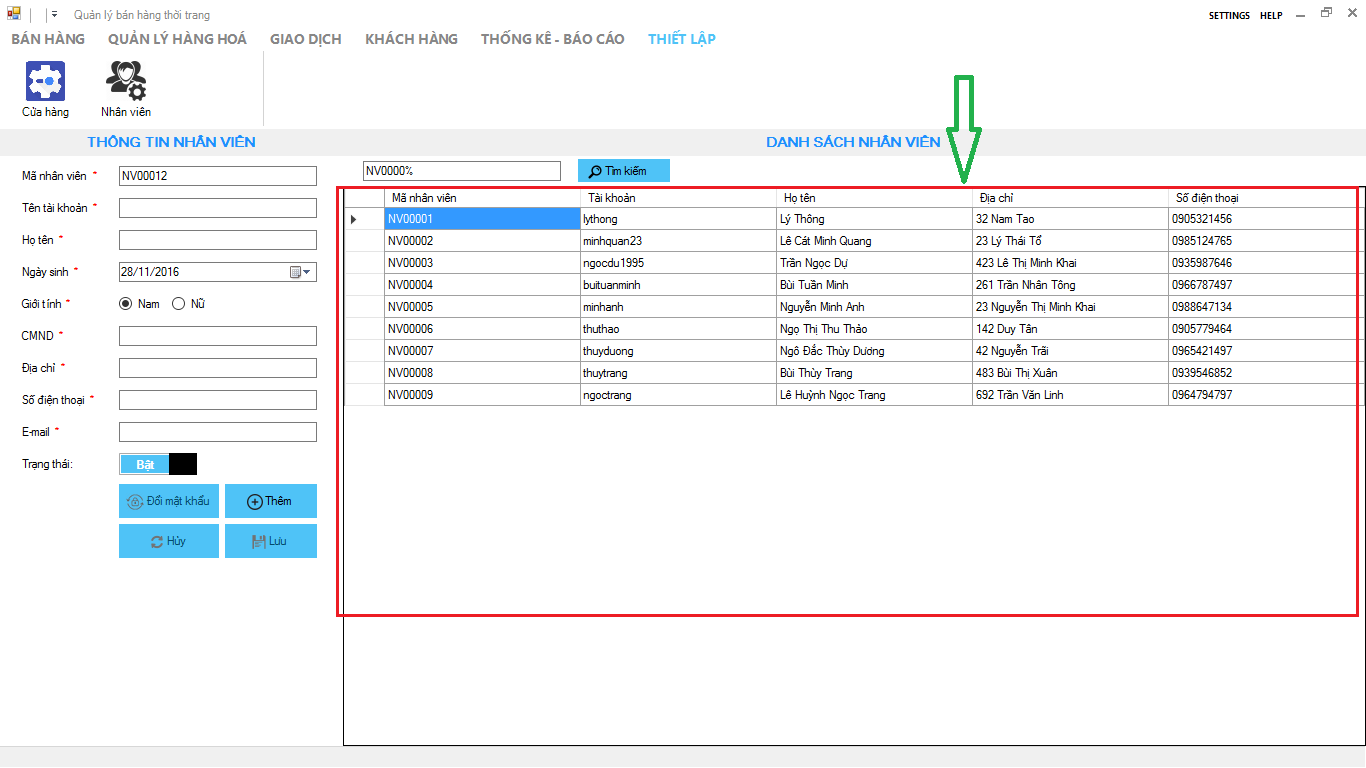 Quản lý bán hàng thời trang
SETTINGS HELP
BÁN HÀNG QUẢN LÝ HÀNG HOÁ GIAO DỊCH KHÁCH HÀNG THỐNG KÊ - BÁO CÁO THIẾT LẬP
Cửa hàng Nhân viên
THÔNG TIN NHÂN VIÊN
Mã nhân viên * NV00012
Tên tài khoản *
Họ tên *
Ngày sinh * 28/11/2016
Giới tính * Nam Nữ
CMND *
Địa chỉ *
Số điện thoại *
E-mail *
Trạng thái: Bật
Đổi mật khẩu Thêm
Hủy Lưu
DANH SÁCH NHÂN VIÊN
NV0000% Tìm kiếm
Mã nhân viên Tài khoản Họ tên Địa chỉ Số điện thoại
NV00001 lythong Lý Thông 32 Nam Tao 0905321456
NV00002 minhquan23 Lê Cát Minh Quang 23 Lý Thái Tổ 0985124765
NV00003 ngocdu1995 Trần Ngọc Dự 423 Lê Thị Minh Khai 0935987646
NV00004 buituanminh Bùi Tuần Minh 261 Trần Nhân Tông 0966787497
NV00005 minhanh Nguyễn Minh Anh 23 Nguyễn Thị Minh Khai 0988647134
NV00006 thuthao Ngọ Thị Thu Thảo 142 Duy Tân 0905779464
NV00007 thuyduong Ngô Đắc Thùy Dương 42 Nguyễn Trãi 0965421497
NV00008 thuytrang Bùi Thùy Trang 483 Bùi Thị Xuân 0939546852
NV00009 ngoctrang Lê Huỳnh Ngọc Trang 692 Trần Văn Linh 0964794797